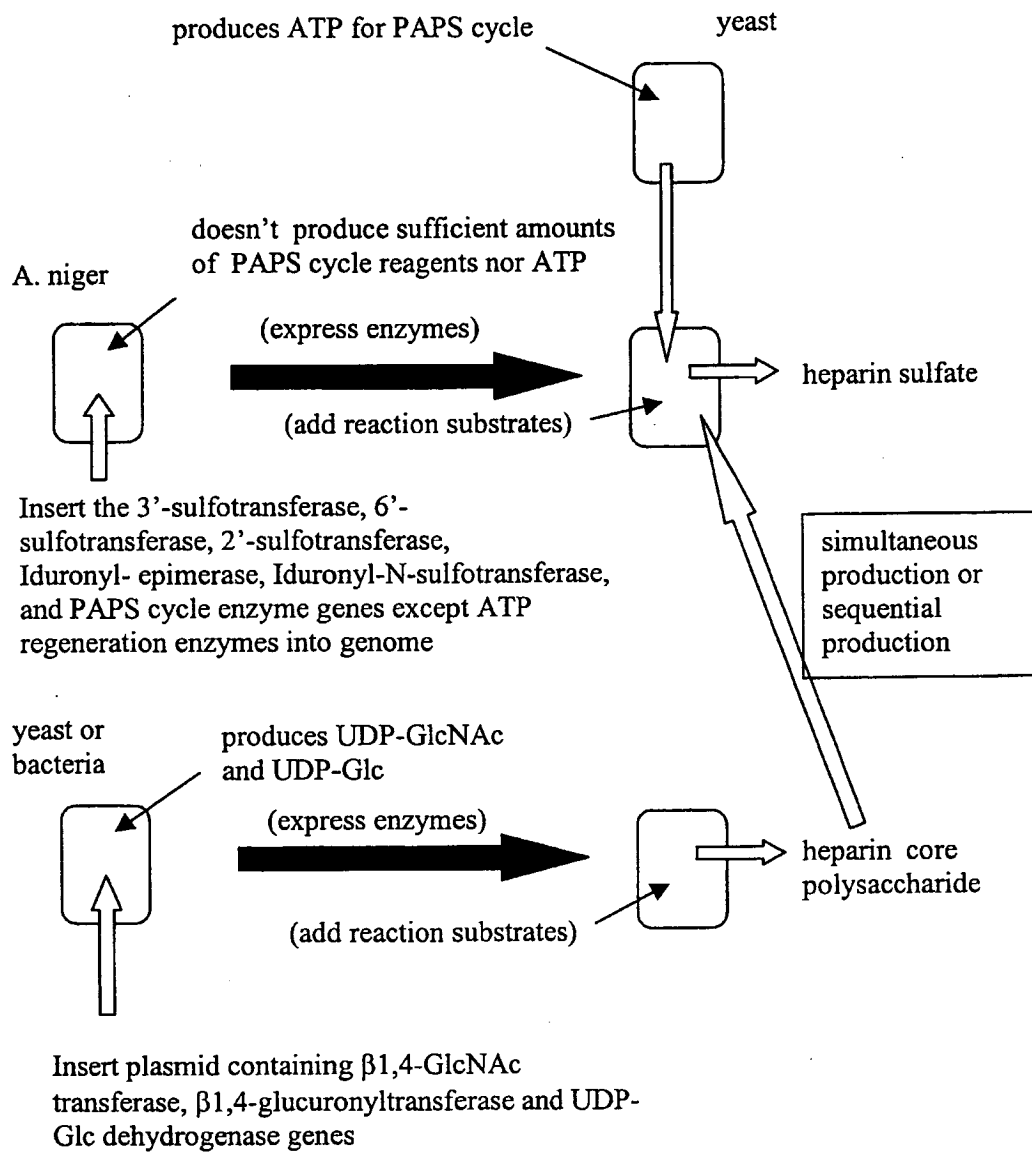 produces ATP for PAPS cycle
yeast
doesn't produce sufficient amounts
of PAPS cycle reagents nor ATP
A. niger
(express enzymes)
(add reaction substrates)
heparin sulfate
Insert the 3'-sulfotransferase, 6'-
sulfotransferase, 2'-sulfotransferase,
Iduronyl- epimerase, Iduronyl-N-sulfotransferase,
and PAPS cycle enzyme genes except ATP
regeneration enzymes into genome
simultaneous
production or
sequential
production
yeast or
bacteria
produces UDP-GlcNAc
and UDP-Glc
(express enzymes)
(add reaction substrates)
heparin core
polysaccharide
Insert plasmid containing β1,4-GlcNAc
transferase, β1,4-glucuronyltransferase and UDP-
Glc dehydrogenase genes